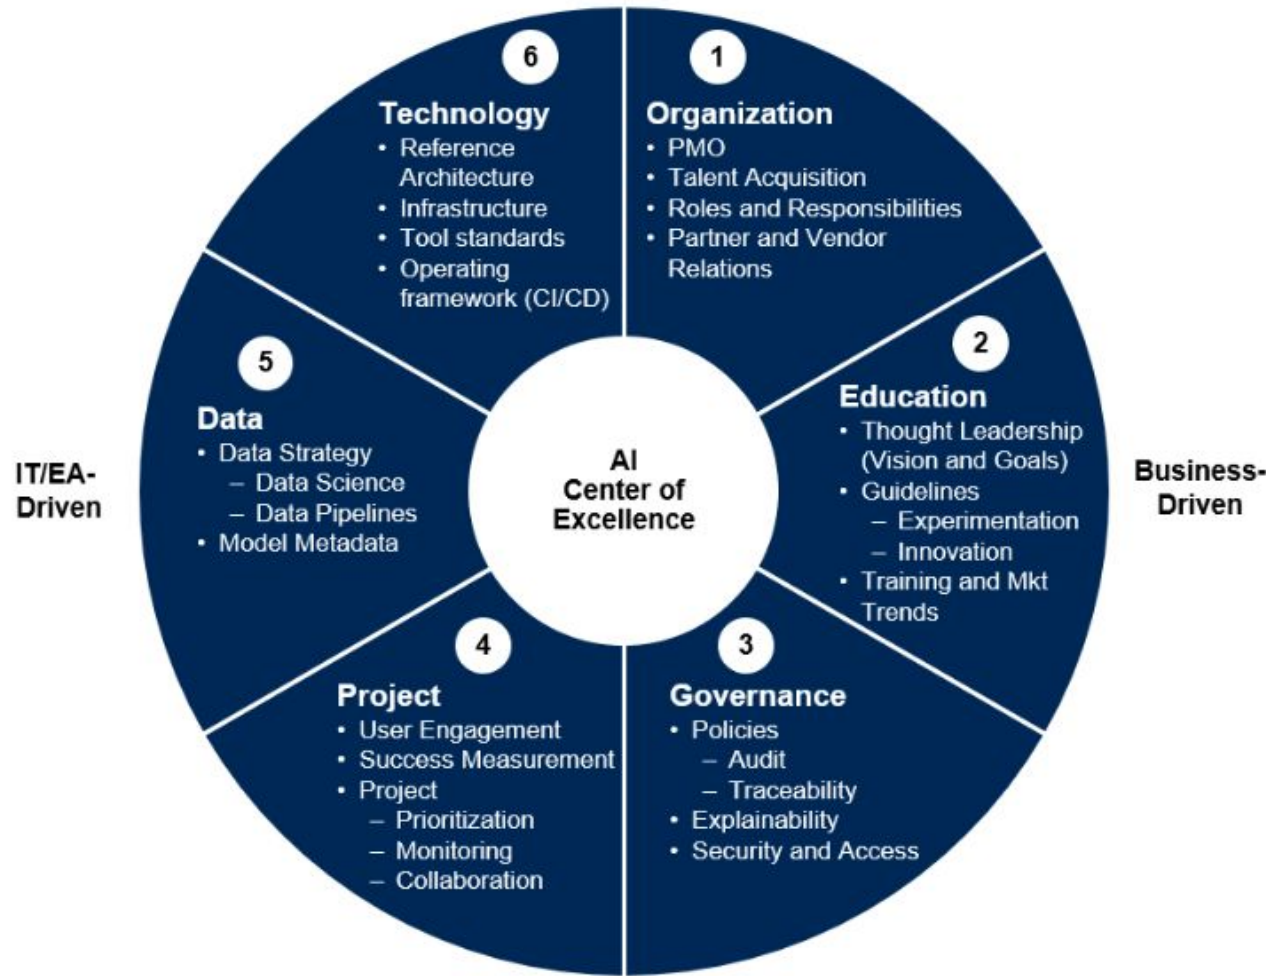 1
Organization
• PMO
• Talent Acquisition
• Roles and Responsibilities
• Partner and Vendor
Relations
2
Education
• Thought Leadership
(Vision and Goals)
• Guidelines
– Experimentation
– Innovation
• Training and Mkt
Trends
3
Governance
• Policies
– Audit
– Traceability
• Explainability
• Security and Access
4
Project
• User Engagement
• Success Measurement
• Project
– Prioritization
– Monitoring
– Collaboration
5
Data
• Data Strategy
– Data Science
– Data Pipelines
• Model Metadata
6
Technology
• Reference
Architecture
• Infrastructure
• Tool standards
• Operating
framework (CI/CD)
AI
Center of
Excellence
IT/EA-
Driven
Business-
Driven